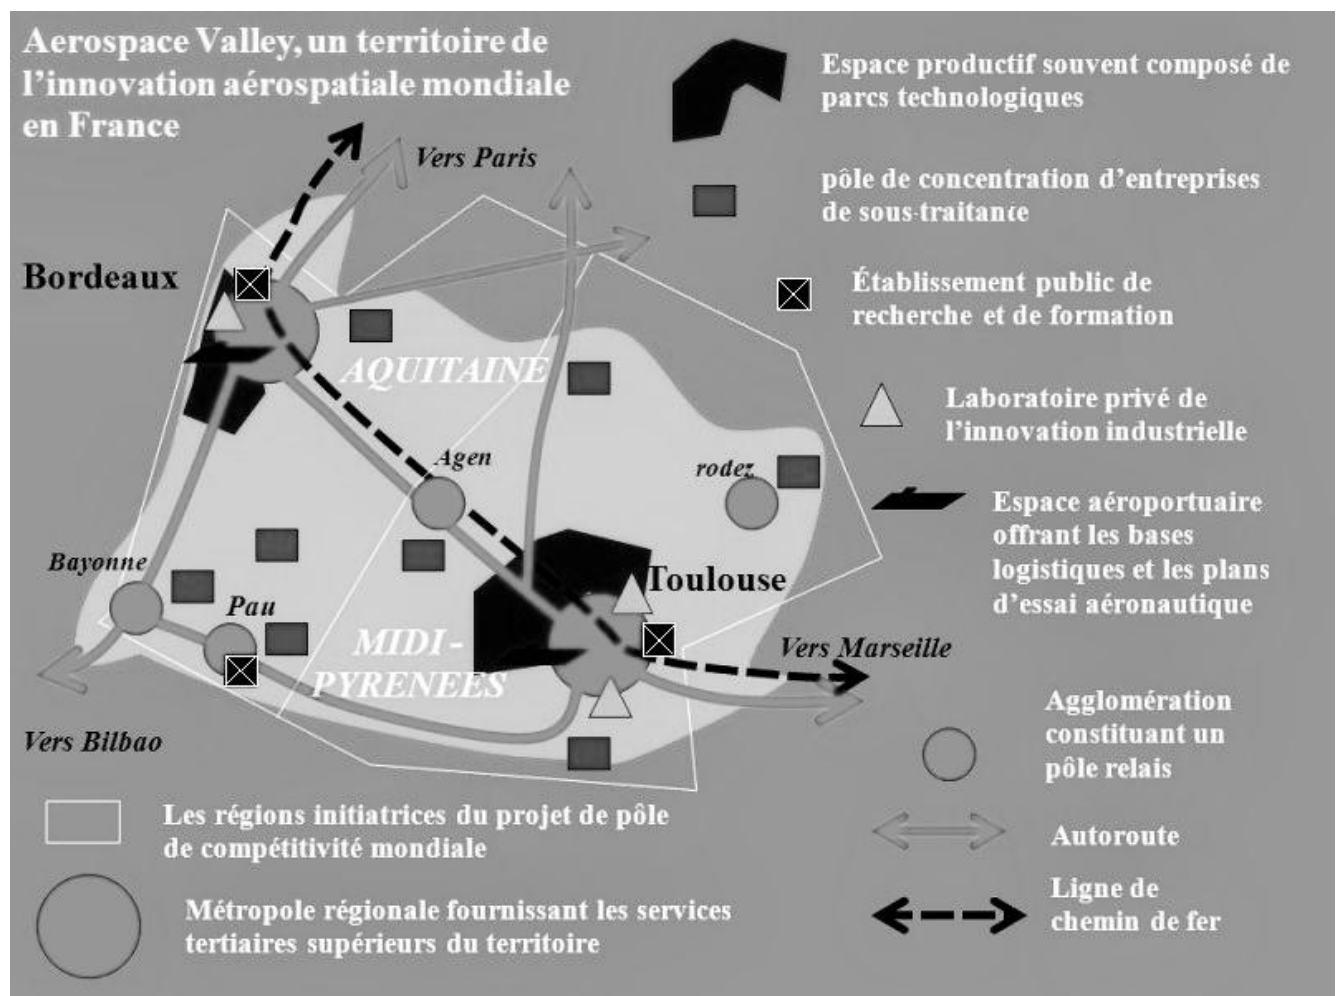 Aerospace Valley, un territoire de
l’innovation aérospatiale mondiale
en France
Vers Paris
Bordeaux
AQUITAINE
Agen
rodez
Bayonne
Pau
Toulouse
MIDI -
PYRENEES
Vers Marseille
Vers Bilbao
Espace productif souvent composé de
parcs technologiques
pôle de concentration d’entreprises
de sous-traitance
Établissement public de
recherche et de formation
Laboratoire privé de
l’innovation industrielle
Espace aéroportuaire
offrant les bases
logistiques et les plans
d’essai aéronautique
Agglomération
constituant un
pôle relais
Autoroute
Ligne de
chemin de fer
Les régions initiatrices du projet de pôle
de compétitivité mondiale
Métropole régionale fournissant les services
tertiaires supérieurs du territoire